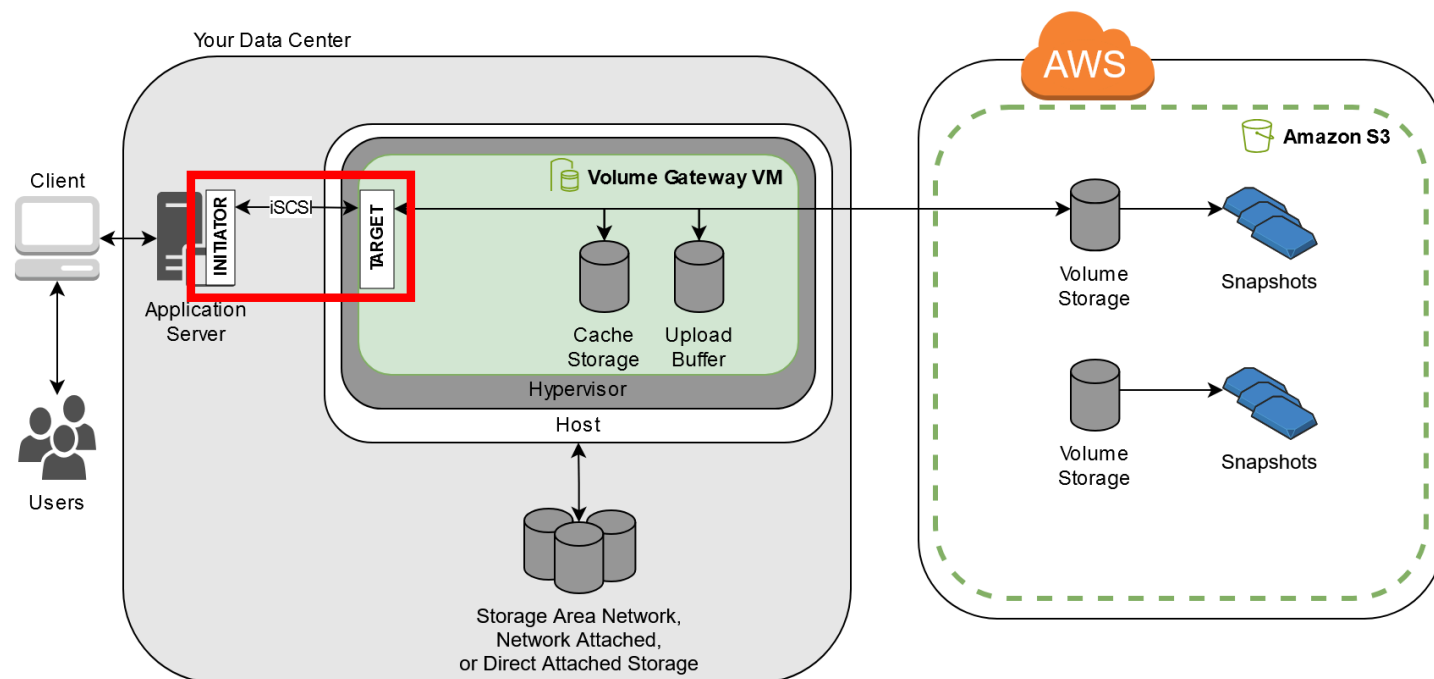 Your Data Center
AWS
Amazon S3
Client
Volume Gateway VM
INITIATOR
iSCSI
TARGET
Application
Server
Cache
Storage
Upload
Buffer
Hypervisor
Host
Users
Storage Area Network,
Network Attached,
or Direct Attached Storage
Volume
Storage
Snapshots
Volume
Storage
Snapshots